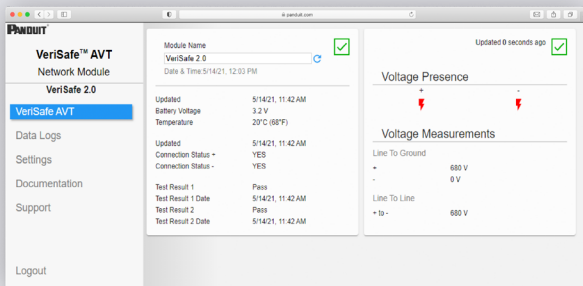 panduit.com
PANDUIT
VeriSafe™ AVT
Network Module
VeriSafe 2.0
VeriSafe AVT
Data Logs
Settings
Documentation
Support
Logout
Module Name
VeriSafe 2.0
Date & Time:5/14/21, 12:03 PM
Updated 5/14/21, 11:42 AM
Battery Voltage 3.2 V
Temperature 20°C (68°F)
Updated 5/14/21, 11:42 AM
Connection Status + YES
Connection Status - YES
Test Result 1 Pass
Test Result 1 Date 5/14/21, 11:42 AM
Test Result 2 Pass
Test Result 2 Date 5/14/21, 11:42 AM
Updated 0 seconds ago
Voltage Presence
+ -
Voltage Measurements
Line To Ground
+ 680 V
- 0 V
Line To Line
+ to - 680 V